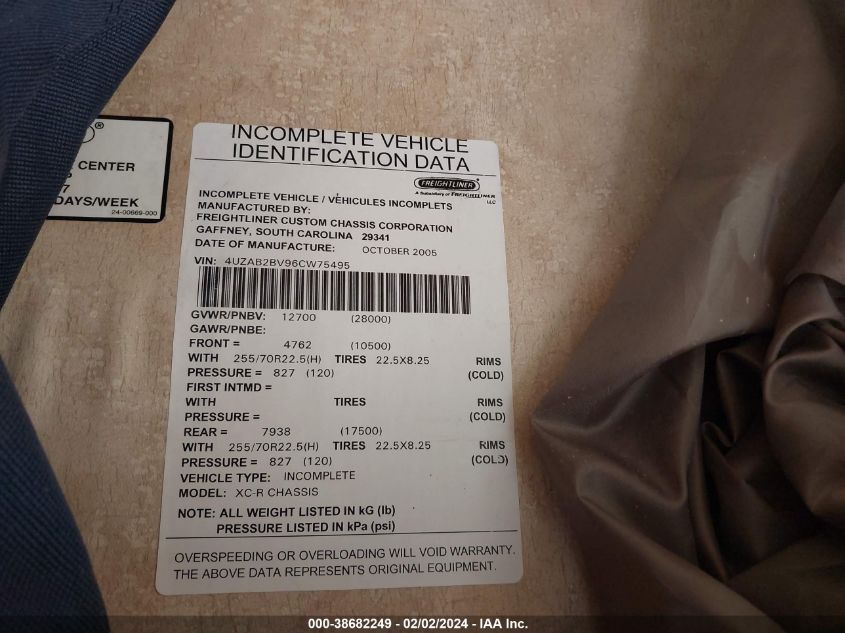 ®
CENTER
7
DAYS/WEEK
24-00669-000
INCOMPLETE VEHICLE
IDENTIFICATION DATA
FREIGHTLINER
A Subsidiary of FREIGHTLINER
LLC
INCOMPLETE VEHICLE / VÉHICULES INCOMPLETS
MANUFACTURED BY:
FREIGHTLINER CUSTOM CHASSIS CORPORATION
GAFFNEY, SOUTH CAROLINA 29341
DATE OF MANUFACTURE: OCTOBER 2005
VIN: 4UZAB2BV96CW75495
GVWR/PNBV: 12700 (28000)
GAWR/PNBE:
FRONT = 4762 (10500)
WITH 255/70R22.5(H) TIRES 22.5X8.25 RIMS
PRESSURE = 827 (120) (COLD)
FIRST INTMD =
WITH TIRES RIMS
PRESSURE = (COLD)
REAR = 7938 (17500)
WITH 255/70R22.5(H) TIRES 22.5X8.25 RIMS
PRESSURE = 827 (120) (COLD)
VEHICLE TYPE: INCOMPLETE
MODEL: XC-R CHASSIS
NOTE: ALL WEIGHT LISTED IN kG (lb)
PRESSURE LISTED IN kPa (psi)
OVERSPEEDING OR OVERLOADING WILL VOID WARRANTY.
THE ABOVE DATA REPRESENTS ORIGINAL EQUIPMENT.
000-38682249 - 02/02/2024 - IAA Inc.